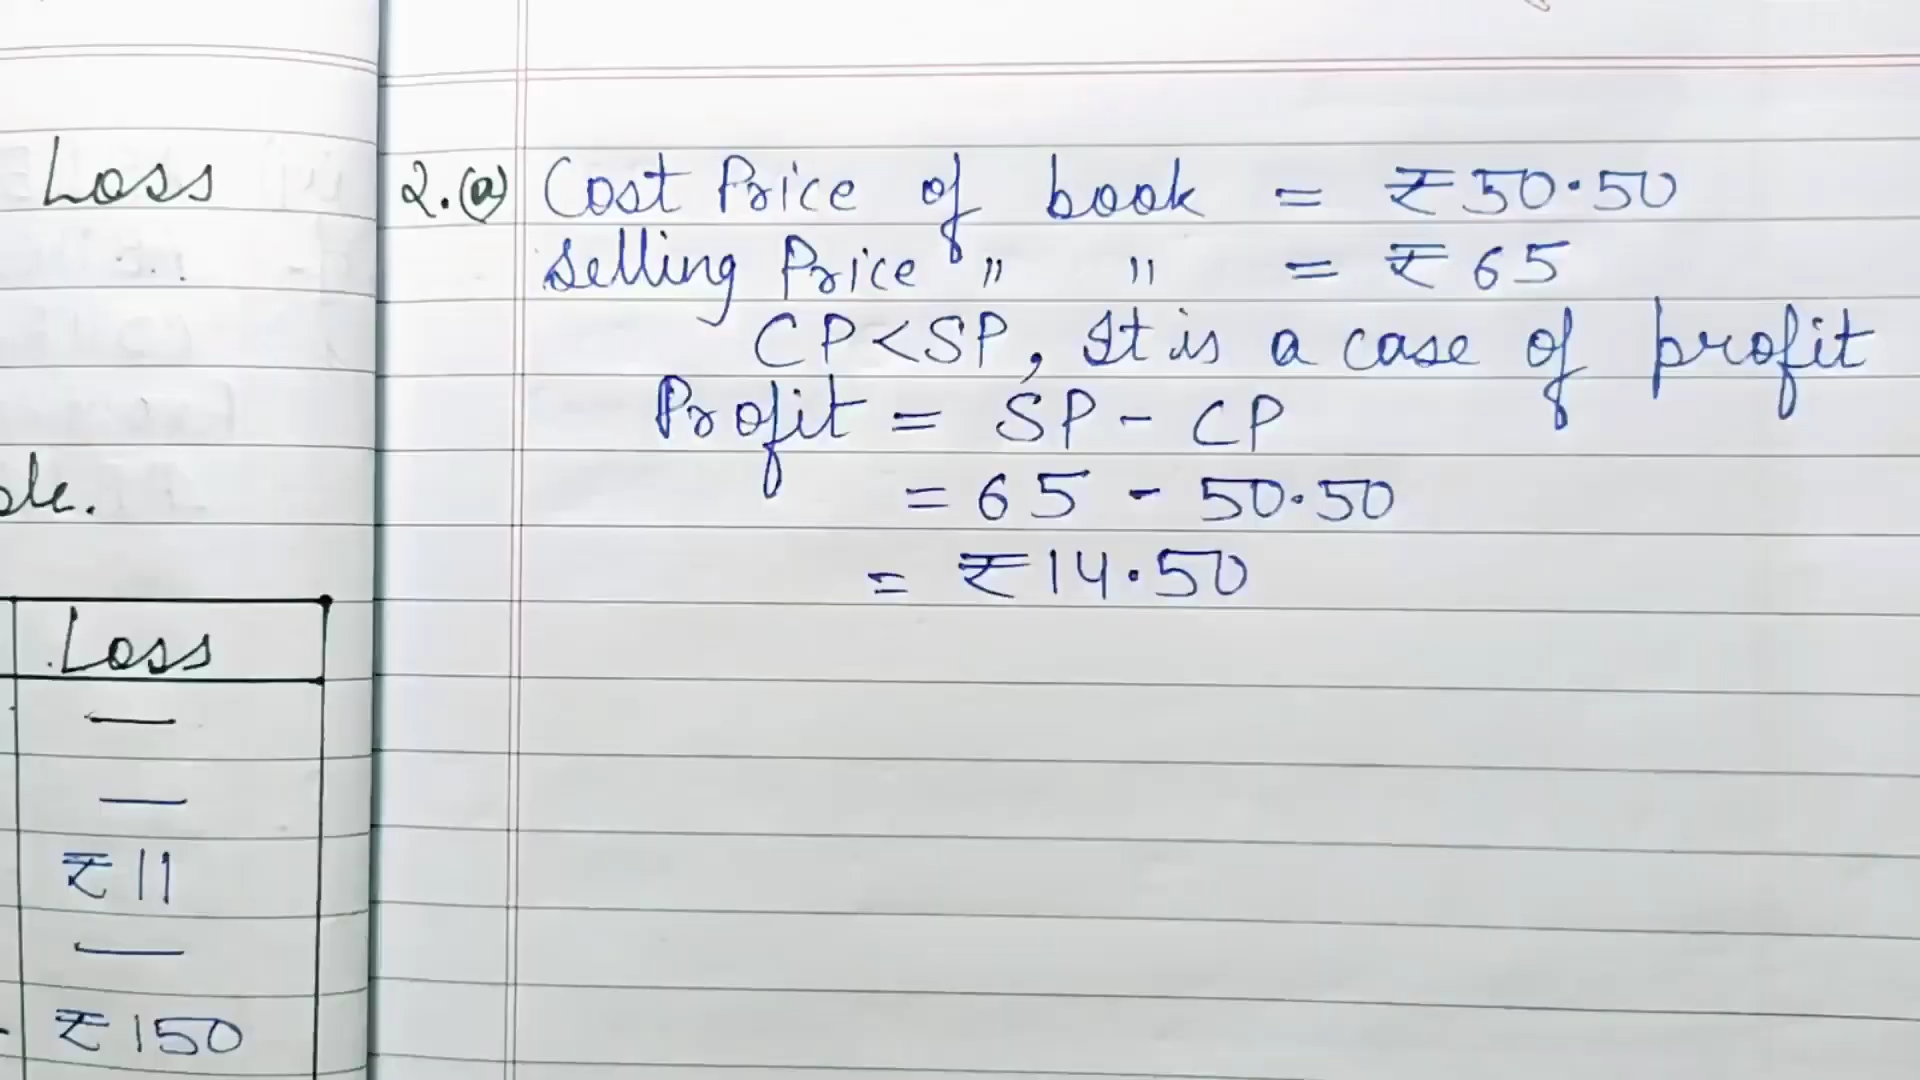 Loss
ole.
Loss
—
—
₹11
—
₹150
2.(a) Cost Price of book = ₹50.50
Selling Price " " = ₹65
CP<SP, It is a case of profit
Profit = SP - CP
= 65 - 50.50
= ₹14.50